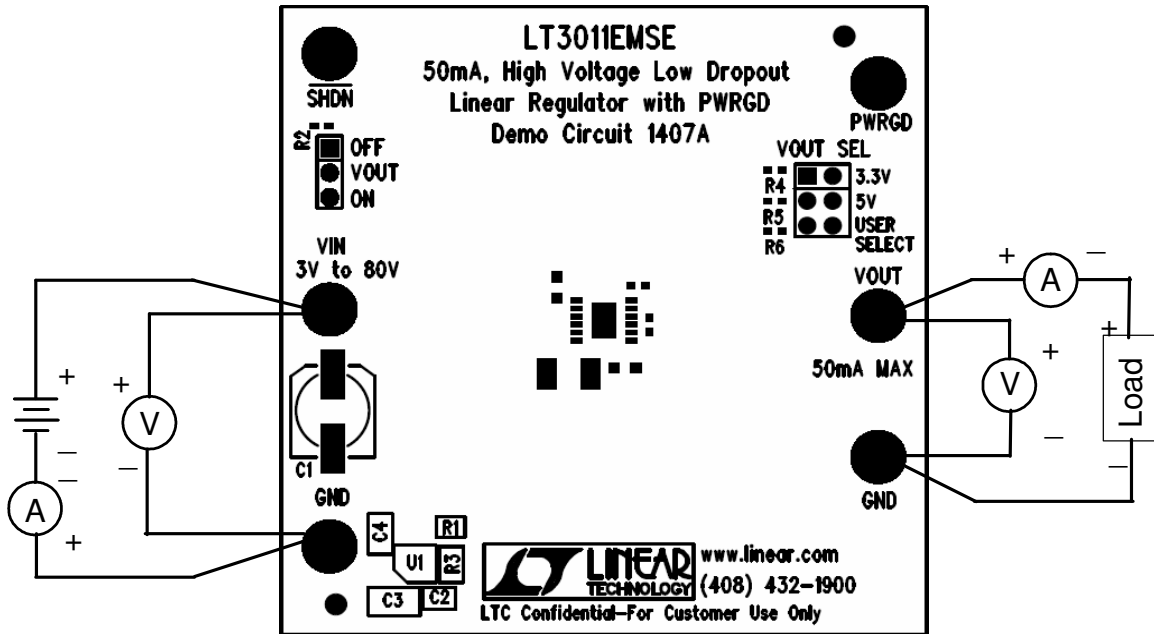 LT3011EMSE
50mA, High Voltage Low Dropout
Linear Regulator with PWRGD
Demo Circuit 1407A
SHDN
PWRGD
R2
OFF
VOUT
ON
VOUT SEL
R4
3.3V
5V
R5
USER
SELECT
R6
VIN
3V to 80V
VOUT
+
A
–
+
V
–
50mA MAX
+
Load
–
GND
+
–
+
V
–
–
A
+
C1
GND
C4
R1
U1
R3
C3
C2
LINEAR
TECHNOLOGY
www.linear.com
(408) 432-1900
LTC Confidential-For Customer Use Only